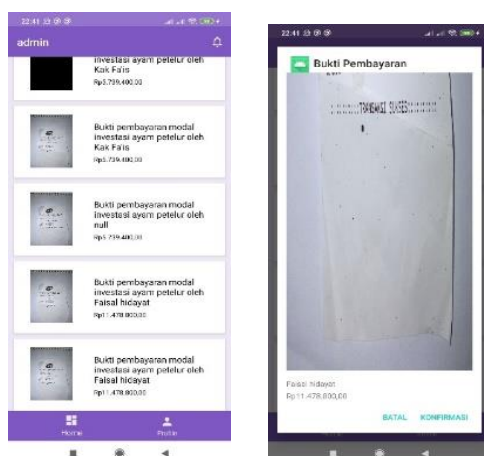 22:41
admin
investasi ayam petelur oleh
Kak Fa'is
Rp5.739.400,00
Bukti pembayaran modal
investasi ayam petelur oleh
Kak Fa'is
Rp5.739.400,00
Bukti pembayaran modal
investasi ayam petelur oleh
null
Rp5.739.400,00
Bukti pembayaran modal
investasi ayam petelur oleh
Faisal hidayat
Rp11.478.800,00
Bukti pembayaran modal
investasi ayam petelur oleh
Faisal hidayat
Rp11.478.800,00
Home
Profile
22:41
Bukti Pembayaran
TRANSAKSI SUKSES
Faisal hidayat
Rp11.478.800,00
BATAL KONFIRMASI